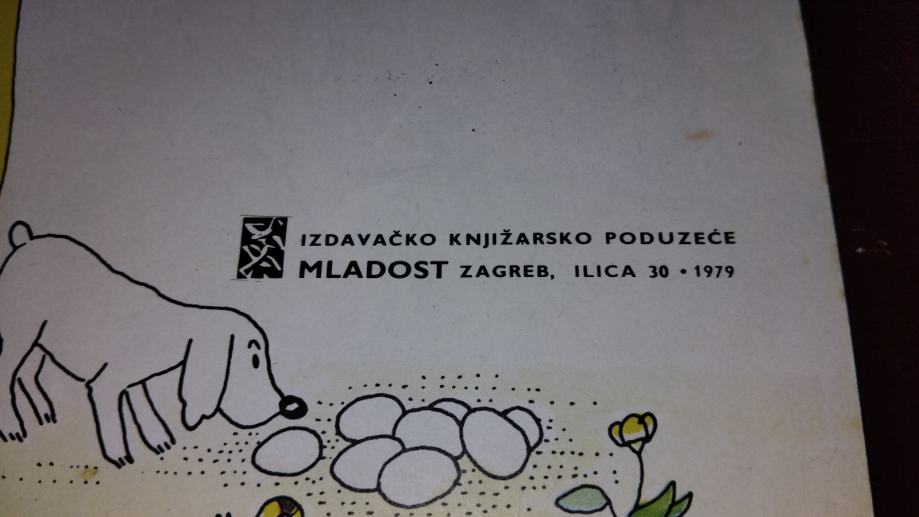 IZDAVAČKO KNJIŽARSKO PODUZEĆE
MLADOST ZAGREB, ILICA 30 • 1979